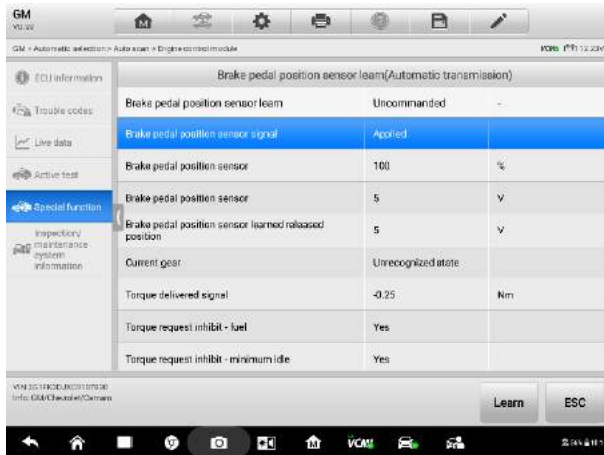 GM
GM > Automatic selection > Auto scan > Engine control module
Brake pedal position sensor learn(Automatic transmission)
ECU information
Trouble codes
Live data
Active test
Special function
Inspection/
maintenance
system
information
Brake pedal position sensor learn Uncommanded -
Brake pedal position sensor signal Applied
Brake pedal position sensor 100 %
Brake pedal position sensor 5 V
Brake pedal position sensor learned released
position 5 V
Current gear Unrecognized state
Torque delivered signal -0.25 Nm
Torque request inhibit - fuel Yes
Torque request inhibit - minimum idle Yes
Info: GM/Chevrolet/Camaro
Learn
ESC
VCMI